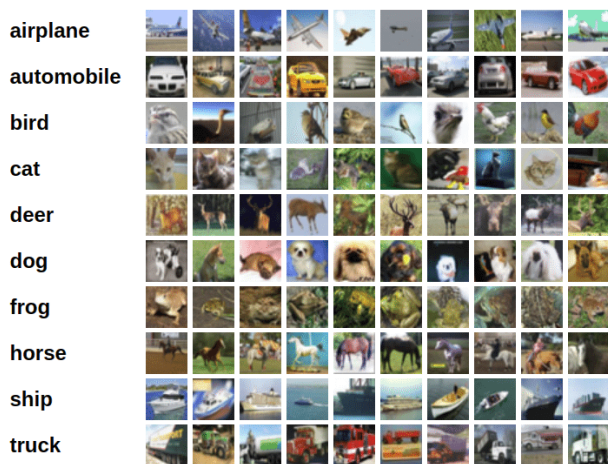 airplane
automobile
bird
cat
deer
dog
frog
horse
ship
truck